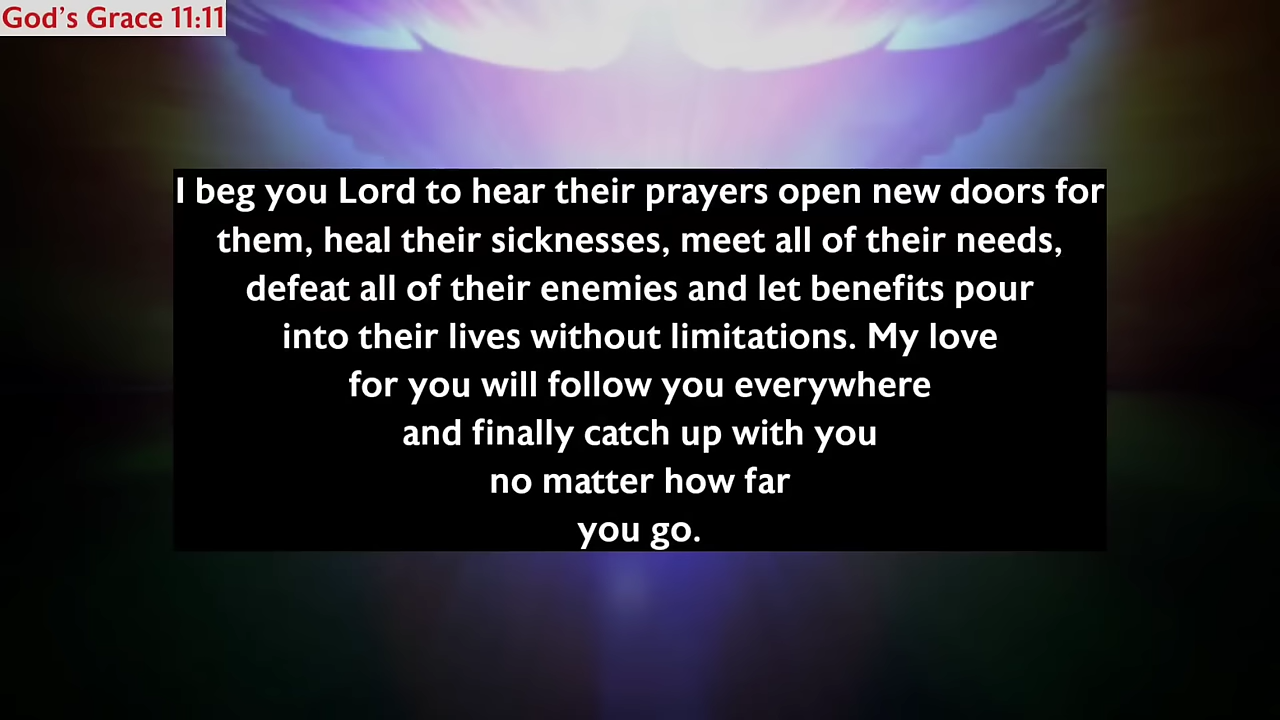 God's Grace 11:11
I beg you Lord to hear their prayers open new doors for
them, heal their sicknesses, meet all of their needs,
defeat all of their enemies and let benefits pour
into their lives without limitations. My love
for you will follow you everywhere
and finally catch up with you
no matter how far
you go.